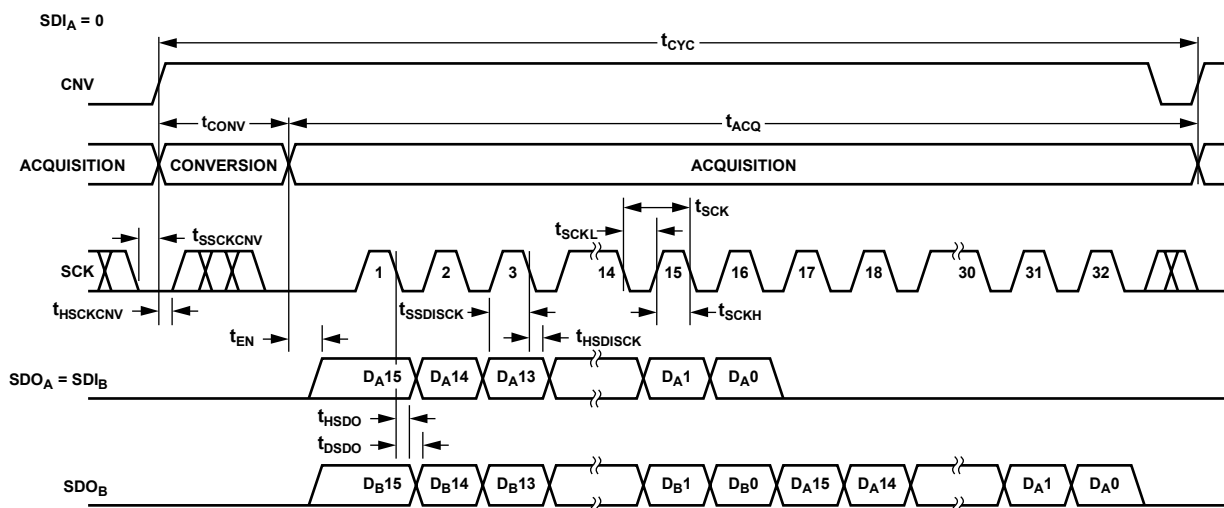 SDIA = 0
tCYC
CNV
tCONV
tACQ
ACQUISITION
CONVERSION
ACQUISITION
tSCK
tSSCKCNV
tSCKL
SCK
1
2
3
14
15
16
17
18
30
31
32
tHSCKCNV
tSSDISCK
tSCKH
tEN
tHSDISCK
SDOA = SDIB
DA15
DA14
DA13
DA1
DA0
tHSDO
tDSDO
SDOB
DB15
DB14
DB13
DB1
DB0
DA15
DA14
DA1
DA0